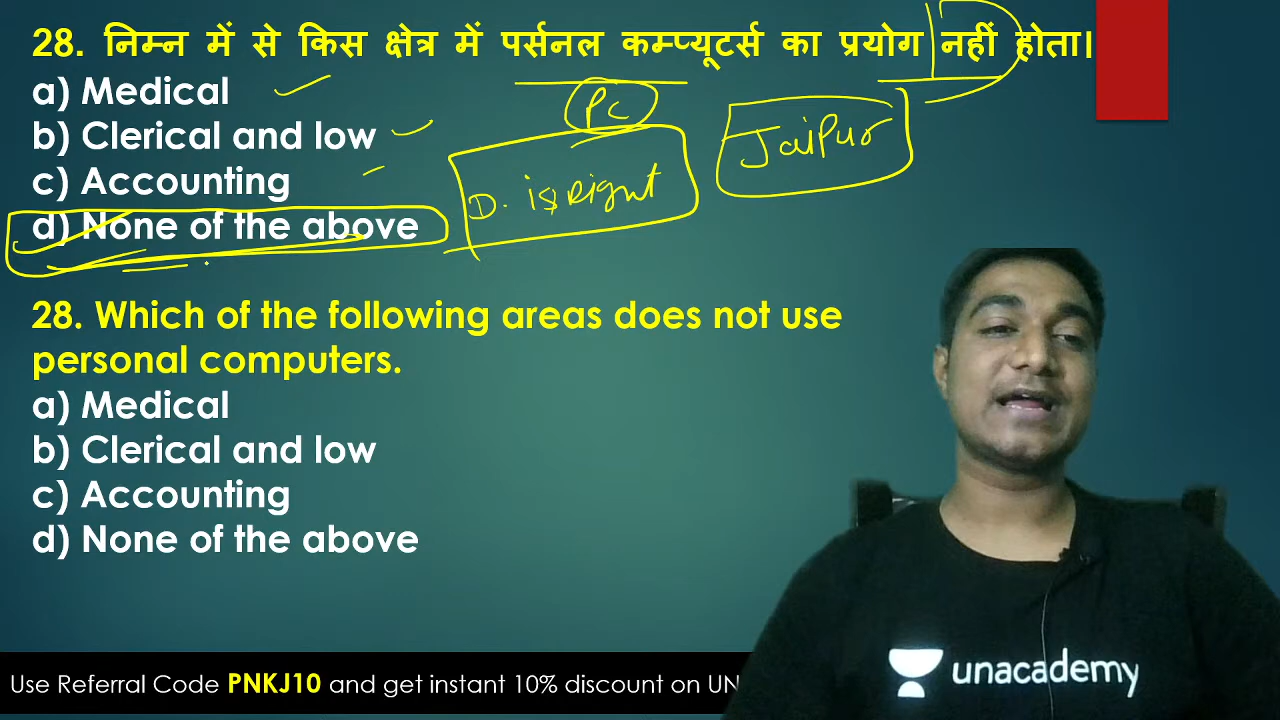 28. निम्न में से किस क्षेत्र में पर्सनल कम्प्यूटर्स का प्रयोग नहीं होता।
a) Medical
b) Clerical and low
c) Accounting
d) None of the above
PC
D. is Right
Jaipur
28. Which of the following areas does not use
personal computers.
a) Medical
b) Clerical and low
c) Accounting
d) None of the above
unacademy
Use Referral Code PNKJ10 and get instant 10% discount on UN